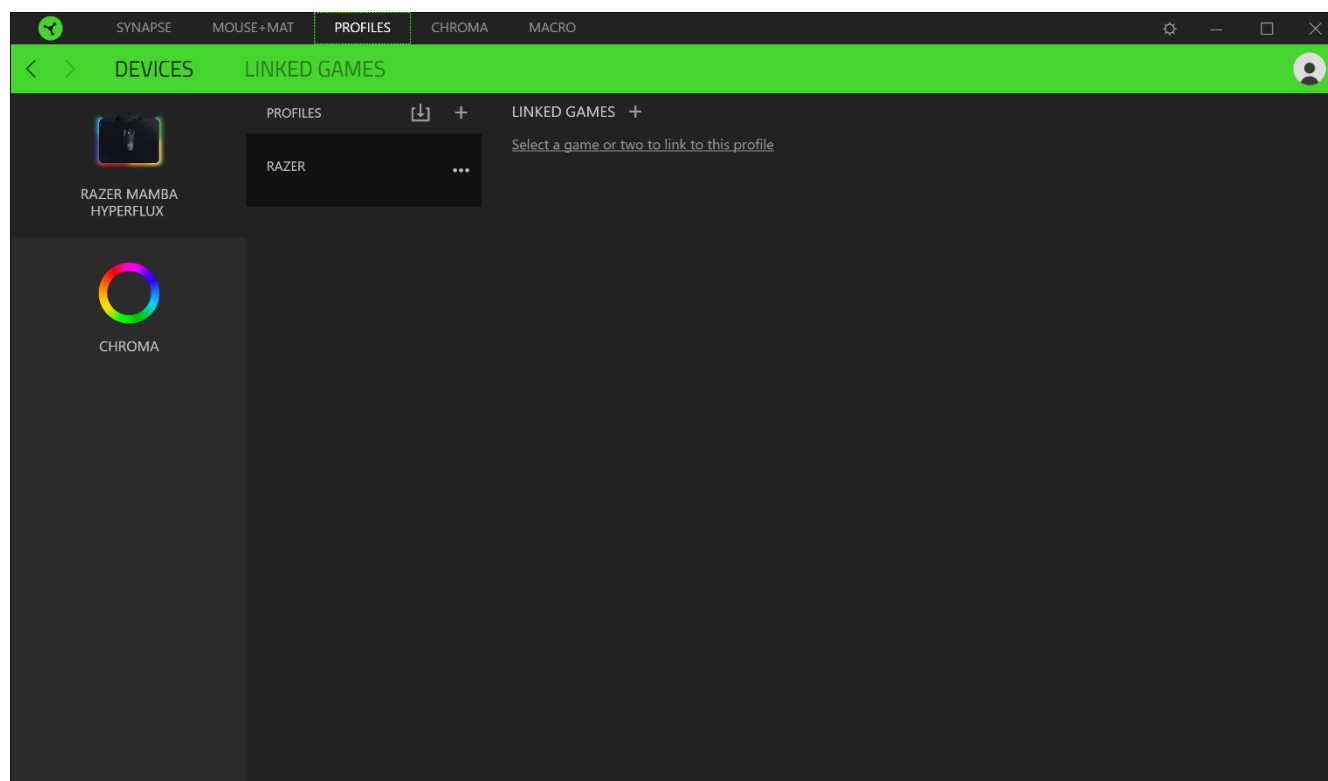 SYNAPSE MOUSE+MAT PROFILES CHROMA MACRO
DEVICES LINKED GAMES
PROFILES
RAZER
LINKED GAMES
Select a game or two to link to this profile
RAZER MAMBA
HYPERFLUX
CHROMA